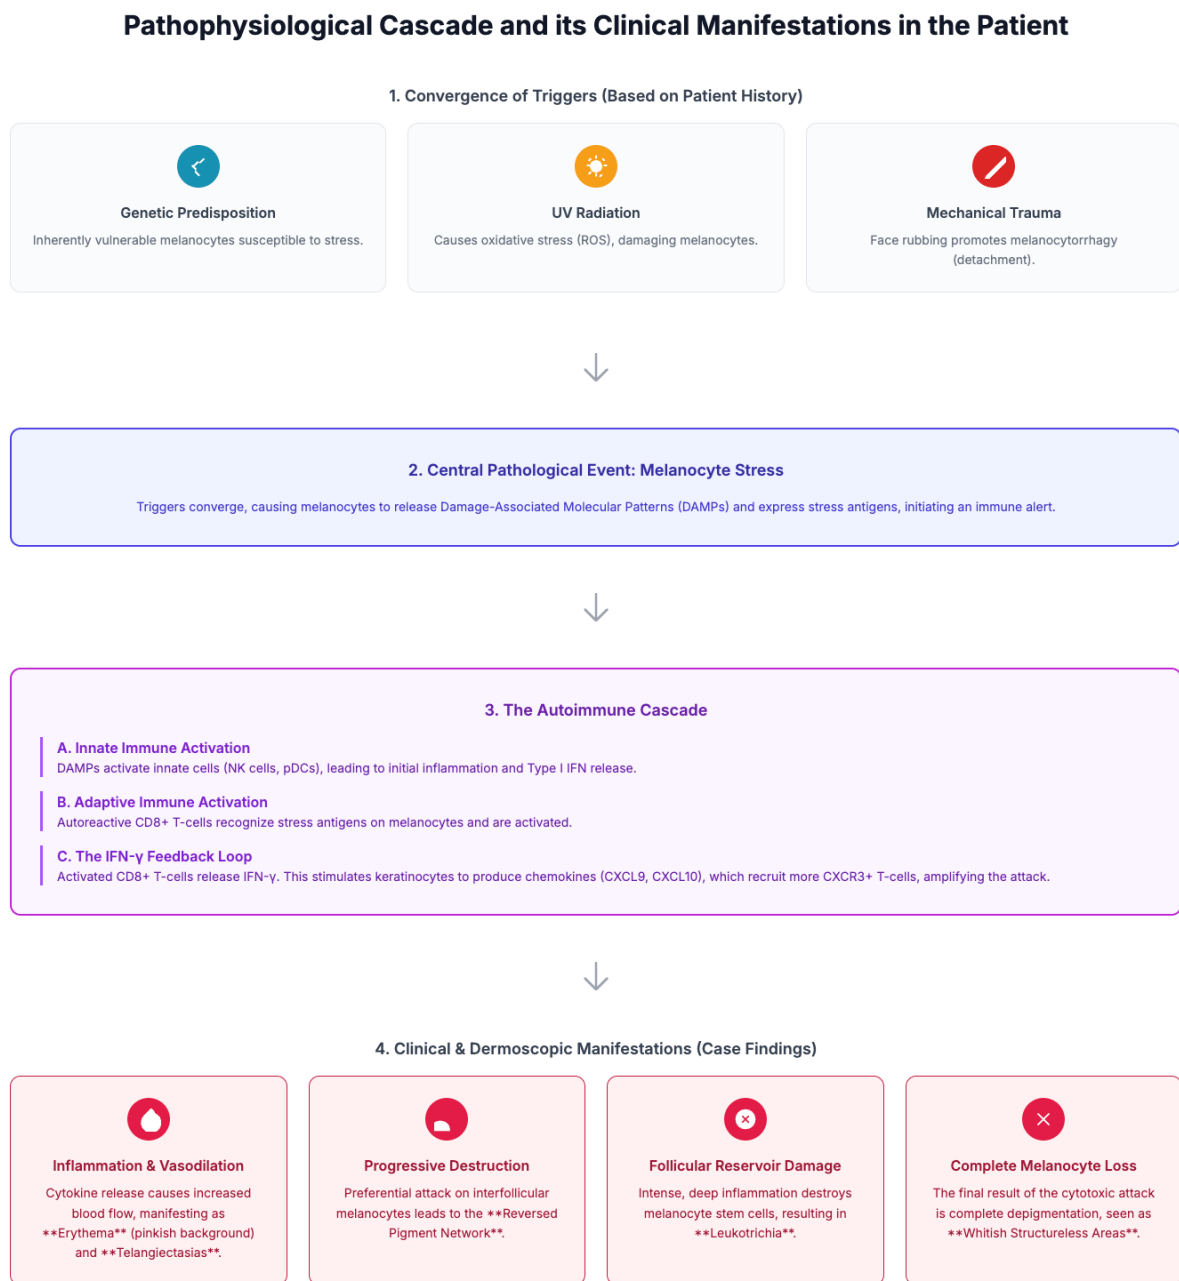 Pathophysiological Cascade and its Clinical Manifestations in the Patient
1. Convergence of Triggers (Based on Patient History)
Genetic Predisposition
Inherently vulnerable melanocytes susceptible to stress.
UV Radiation
Causes oxidative stress (ROS), damaging melanocytes.
Mechanical Trauma
Face rubbing promotes melanocytorrhagy
(detachment).
2. Central Pathological Event: Melanocyte Stress
Triggers converge, causing melanocytes to release Damage-Associated Molecular Patterns (DAMPs) and express stress antigens, initiating an immune alert.
3. The Autoimmune Cascade
A. Innate Immune Activation
DAMPs activate innate cells (NK cells, pDCs), leading to initial inflammation and Type I IFN release.
B. Adaptive Immune Activation
Autoreactive CD8+ T-cells recognize stress antigens on melanocytes and are activated.
C. The IFN-γ Feedback Loop
Activated CD8+ T-cells release IFN-γ. This stimulates keratinocytes to produce chemokines (CXCL9, CXCL10), which recruit more CXCR3+ T-cells, amplifying the attack.
4. Clinical & Dermoscopic Manifestations (Case Findings)
Inflammation & Vasodilation
Cytokine release causes increased
blood flow, manifesting as
**Erythema** (pinkish background)
and **Telangiectasias**.
Progressive Destruction
Preferential attack on interfollicular
melanocytes leads to the **Reversed
Pigment Network**.
Follicular Reservoir Damage
Intense, deep inflammation destroys
melanocyte stem cells, resulting in
**Leukotrichia**.
Complete Melanocyte Loss
The final result of the cytotoxic attack
is complete depigmentation, seen as
**Whitish Structureless Areas**.